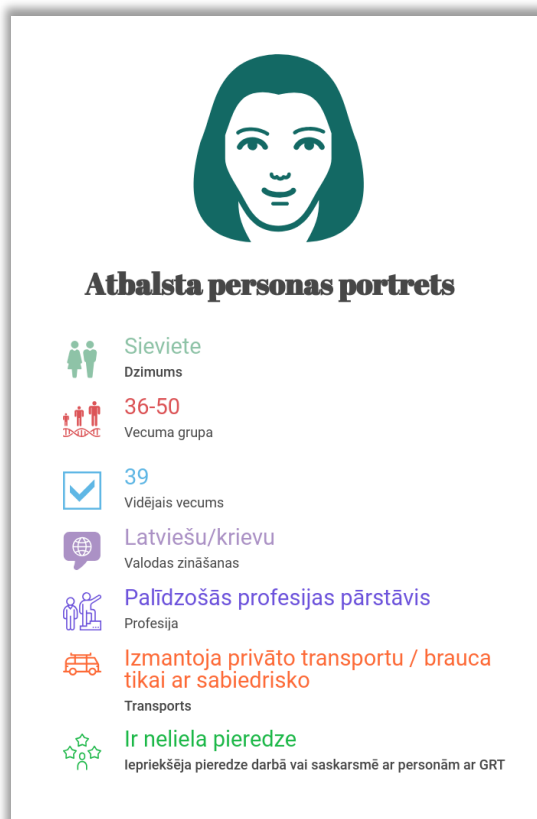 Atbalsta personas portrets
Sieviete
Dzimums
36-50
Vecuma grupa
39
Vidējais vecums
Latviešu/krievu
Valodas zināšanas
Palīdzošās profesijas pārstāvis
Profesija
Izmantoja privāto transportu / brauca
tikai ar sabiedrisko
Transports
Ir neliela pieredze
Iepriekšēja pieredze darbā vai saskarsmē ar personām ar GRT